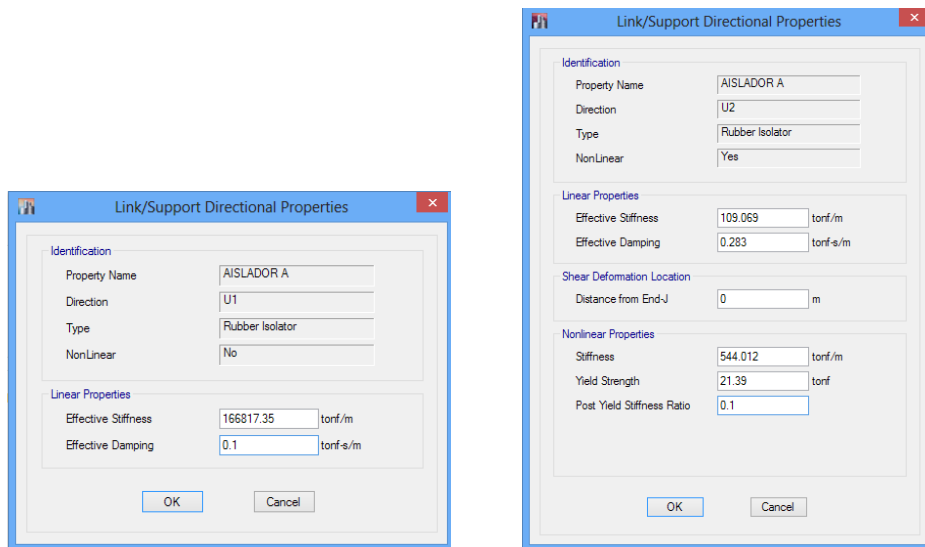 Link/Support Directional Properties
Identification
Property Name AISLADOR A
Direction U1
Type Rubber Isolator
NonLinear No
Linear Properties
Effective Stiffness 166817.35 tonf/m
Effective Damping 0.1 tonf-s/m
OK Cancel
Link/Support Directional Properties
Identification
Property Name AISLADOR A
Direction U2
Type Rubber Isolator
NonLinear Yes
Linear Properties
Effective Stiffness 109.069 tonf/m
Effective Damping 0.283 tonf-s/m
Shear Deformation Location
Distance from End-J 0 m
Nonlinear Properties
Stiffness 544.012 tonf/m
Yield Strength 21.39 tonf
Post Yield Stiffness Ratio 0.1
OK Cancel